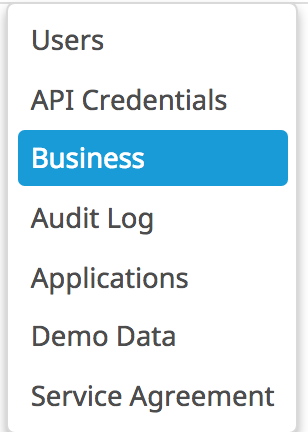 Users
API Credentials
Business
Audit Log
Applications
Demo Data
Service Agreement